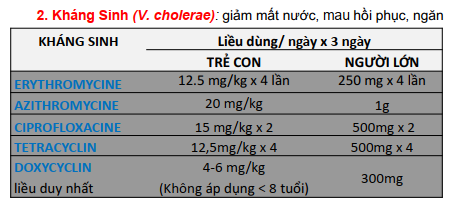 2. Kháng Sinh (V. cholerae): giảm mất nước, mau hồi phục, ngăn
KHÁNG SINH Liều dùng/ ngày x 3 ngày
TRẺ CON NGƯỜI LỚN
ERYTHROMYCINE 12.5 mg/kg x 4 lần 250 mg x 4 lần
AZITHROMYCINE 20 mg/kg 1g
CIPROFLOXACINE 15 mg/kg x 2 500mg x 2
TETRACYCLIN 12,5mg/kg x 4 500mg x 4
DOXYCYCLIN 4-6 mg/kg 300mg
liều duy nhất (Không áp dụng < 8 tuổi)